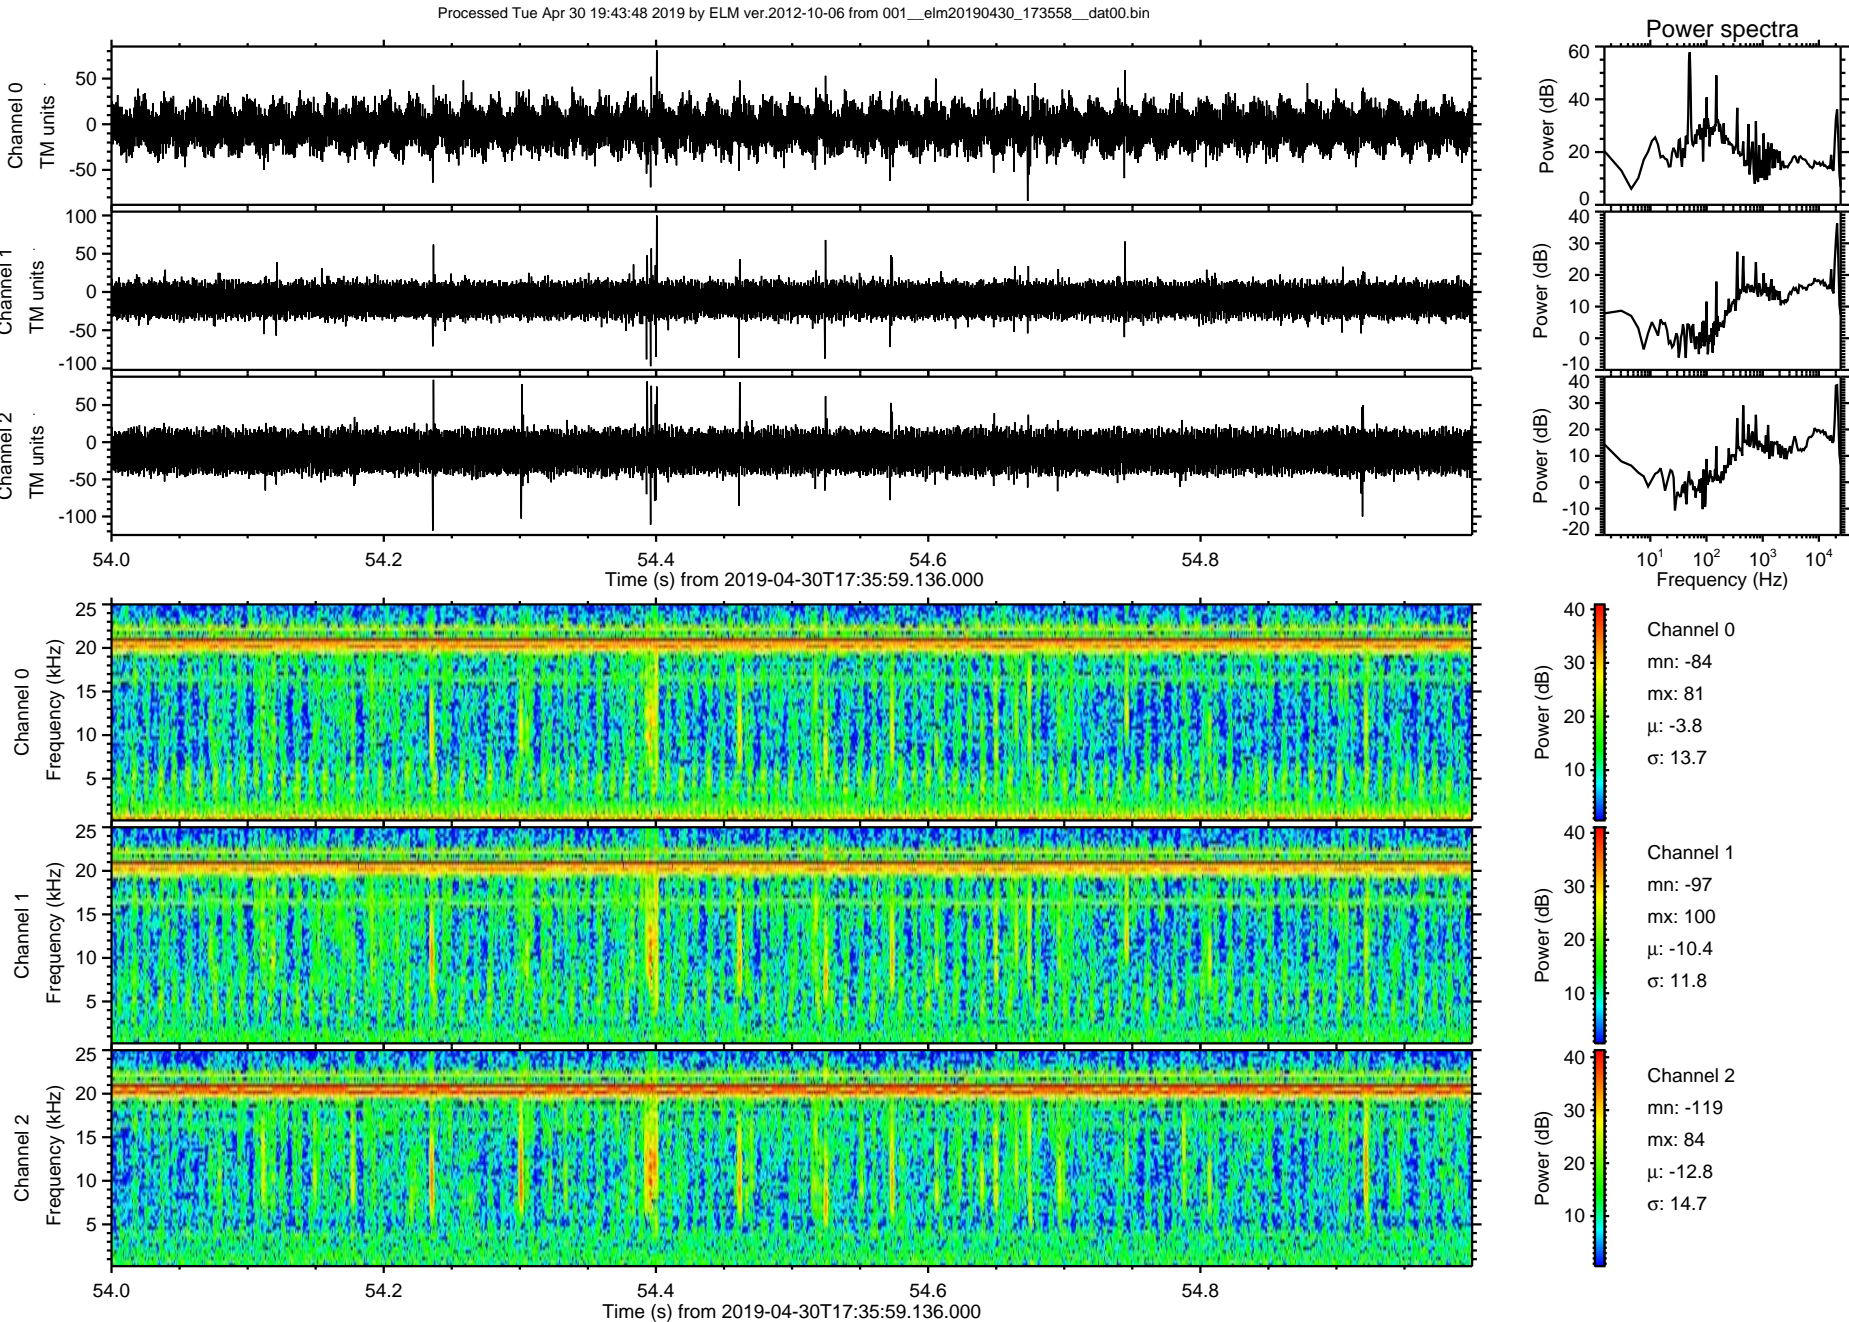 Processed Tue Apr 30 19:43:48 2019 by ELM ver.2012-10-06 from 001__elm20190430_173558__dat00.bin
Power spectra
Channel 0
TM units
50
0
-50
Power (dB)
60
40
20
0
Channel 1
TM units
100
50
0
-50
-100
Power (dB)
40
30
20
10
0
-10
Channel 2
TM units
50
0
-50
-100
Power (dB)
40
30
20
10
0
-10
-20
54.0 54.2 54.4 54.6 54.8
Time (s) from 2019-04-30T17:35:59.136.000
10^1 10^2 10^3 10^4
Frequency (Hz)
Channel 0
Frequency (kHz)
25
20
15
10
5
Power (dB)
40
30
20
10
Channel 0
mn: -84
mx: 81
μ: -3.8
σ: 13.7
Channel 1
Frequency (kHz)
25
20
15
10
5
Power (dB)
40
30
20
10
Channel 1
mn: -97
mx: 100
μ: -10.4
σ: 11.8
Channel 2
Frequency (kHz)
25
20
15
10
5
Power (dB)
40
30
20
10
Channel 2
mn: -119
mx: 84
μ: -12.8
σ: 14.7
54.0 54.2 54.4 54.6 54.8
Time (s) from 2019-04-30T17:35:59.136.000